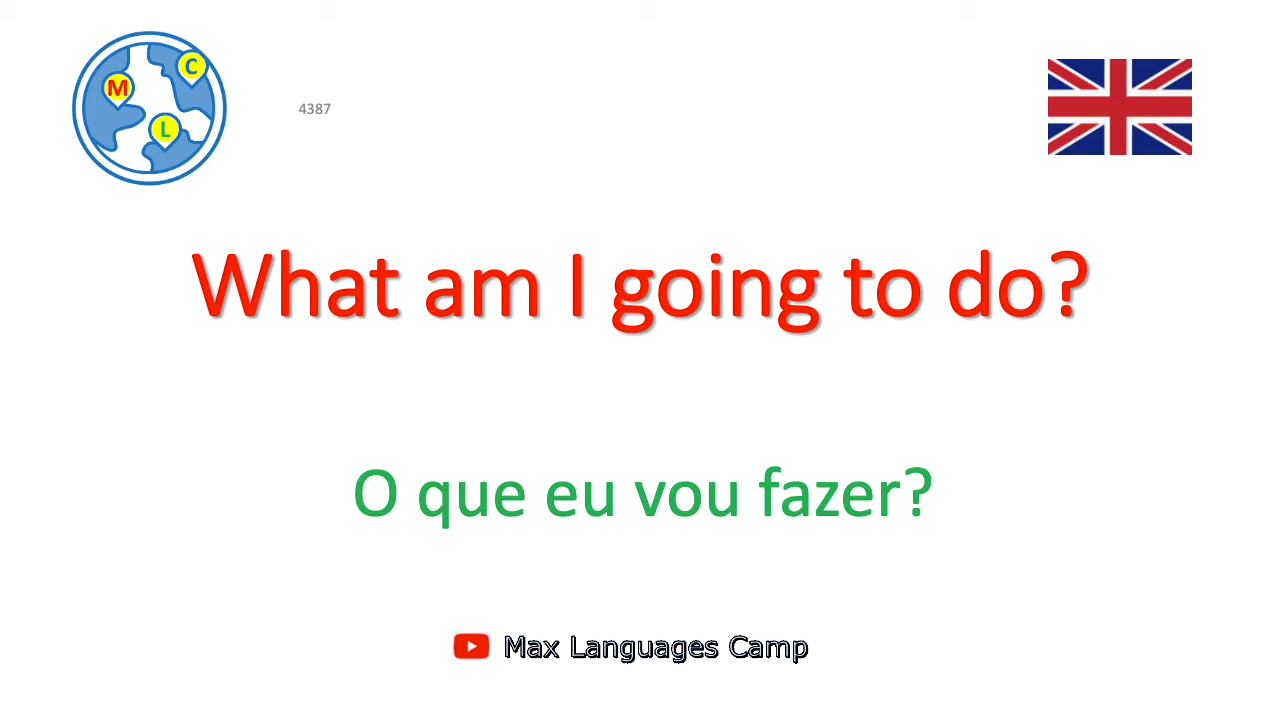 M
C
L
4387
What am I going to do?
O que eu vou fazer?
Max Languages Camp